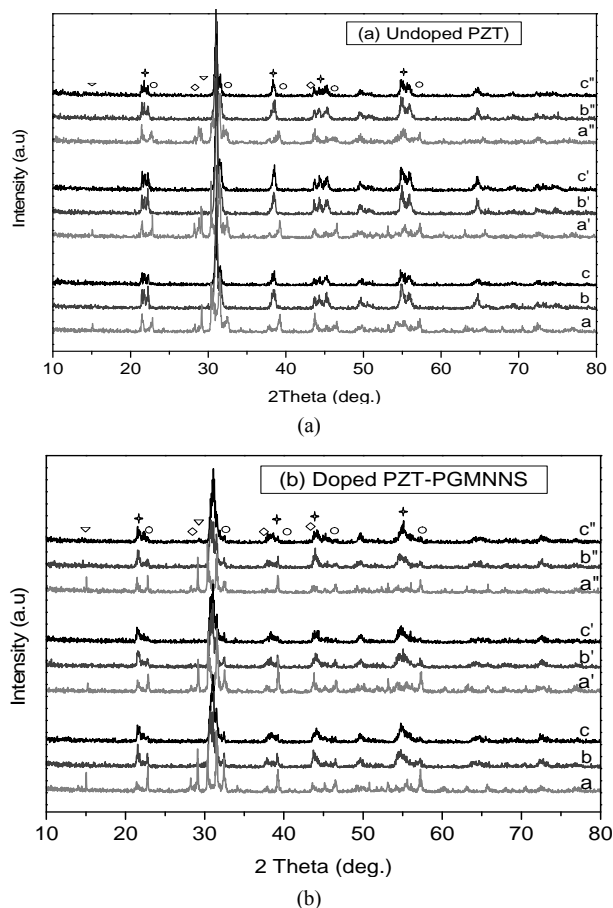 (a) Undoped PZT)
c"
b"
a"
c'
b'
a'
c
b
a
Intensity (a.u)
10 20 30 40 50 60 70 80
2Theta (deg.)
(a)
(b) Doped PZT-PGMNNS
c"
b"
a"
c'
b'
a'
c
b
a
Intensity (a.u)
10 20 30 40 50 60 70 80
2 Theta (deg.)
(b)